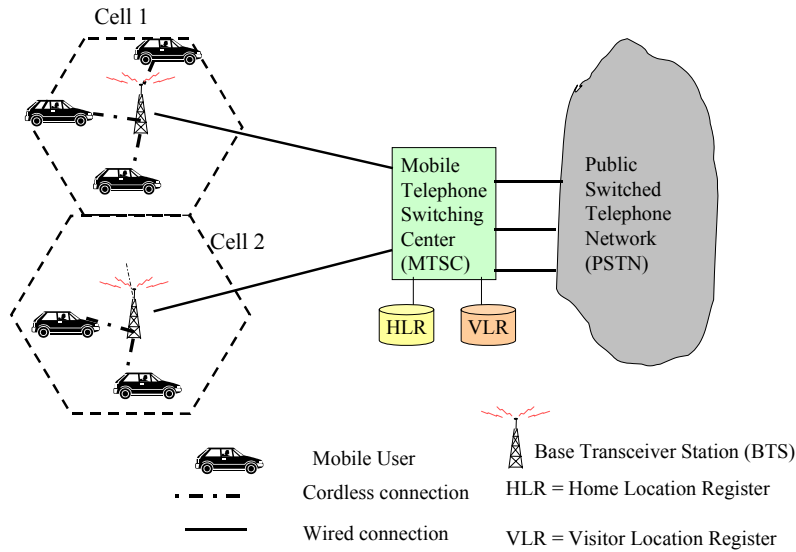 Cell 1
Mobile
Telephone
Switching
Center
(MTSC)
Public
Switched
Telephone
Network
(PSTN)
Cell 2
HLR
VLR
Mobile User
Base Transceiver Station (BTS)
Cordless connection
HLR = Home Location Register
Wired connection
VLR = Visitor Location Register